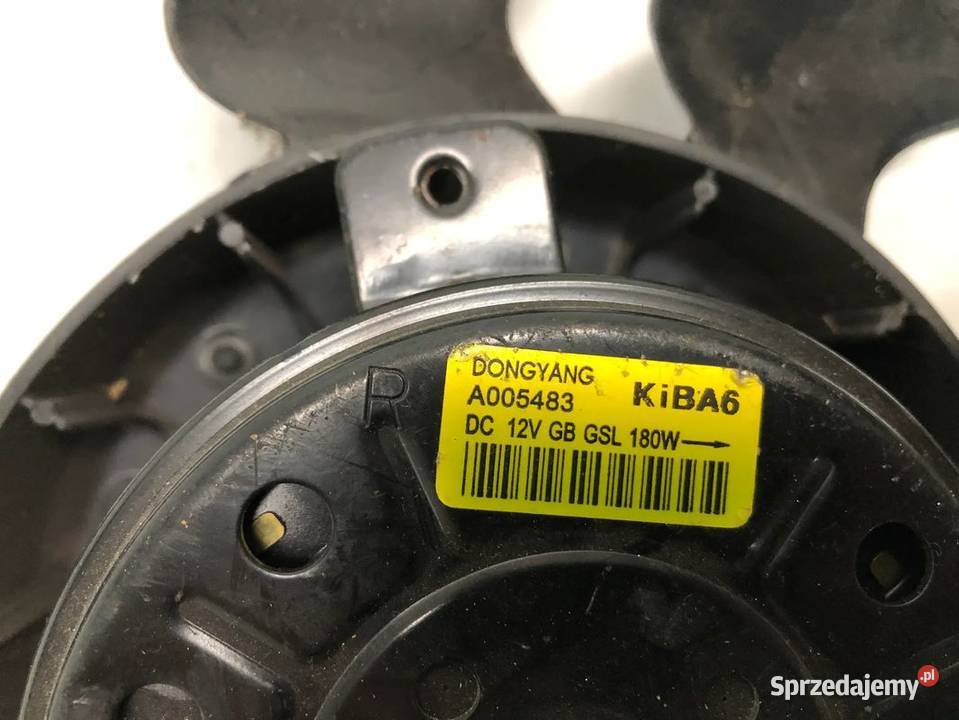 R
DONGYANG
A005483 KiBA6
DC 12V GB GSL 180W→
Sprzedajemy.pl